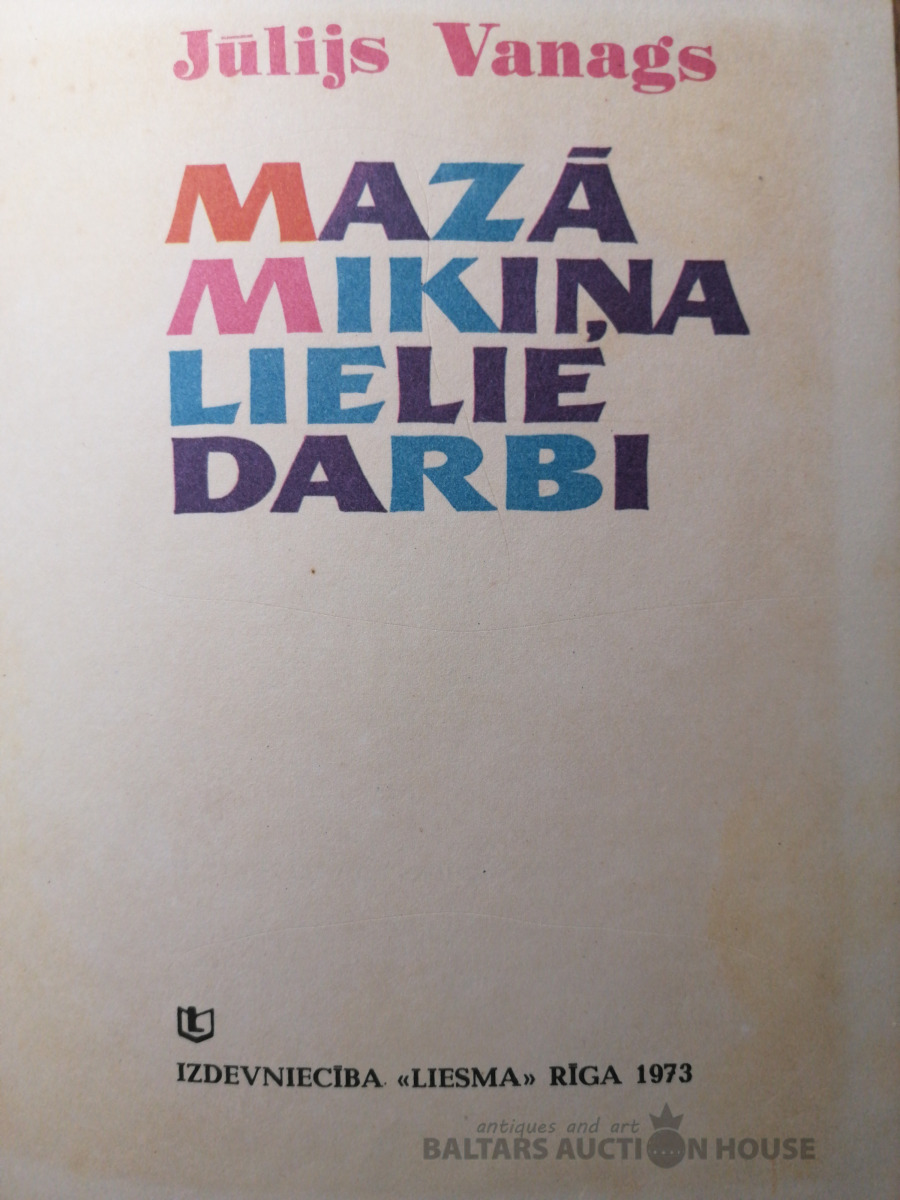 Jūlijs Vanags
MAZĀ
MIKIŅA
LIELIE
DARBI
L
IZDEVNIECĪBA «LIESMA» RĪGA 1973
antiques and art
BALTARS AUCTION HOUSE